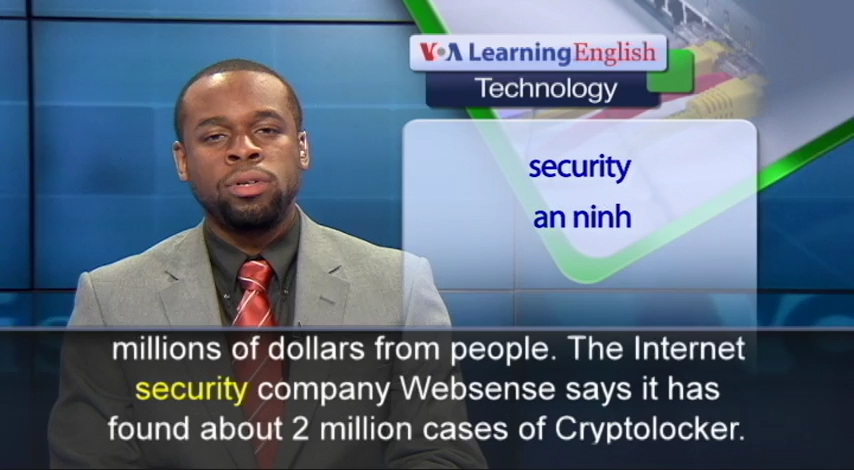 VOA Learning English
Technology
security
an ninh
millions of dollars from people. The Internet
security company Websense says it has
found about 2 million cases of Cryptolocker.